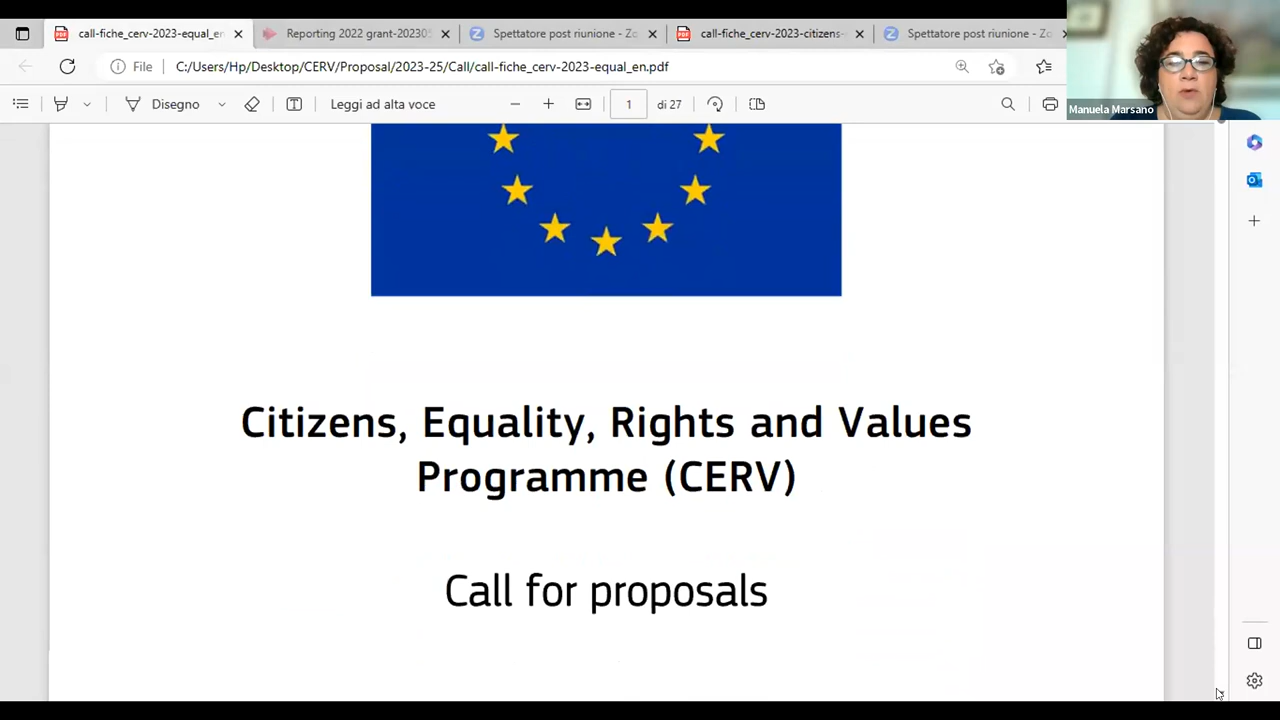 call-fiche_cerv-2023-equal_en
Reporting 2022 grant-202305
Spettatore post riunione - Zo
call-fiche_cerv-2023-citizens-
Spettatore post riunione - Zo
File
C:/Users/Hp/Desktop/CERV/Proposal/2023-25/Call/call-fiche_cerv-2023-equal_en.pdf
Disegno
Leggi ad alta voce
1
di 27
Manuela Marsano
Citizens, Equality, Rights and Values
Programme (CERV)
Call for proposals